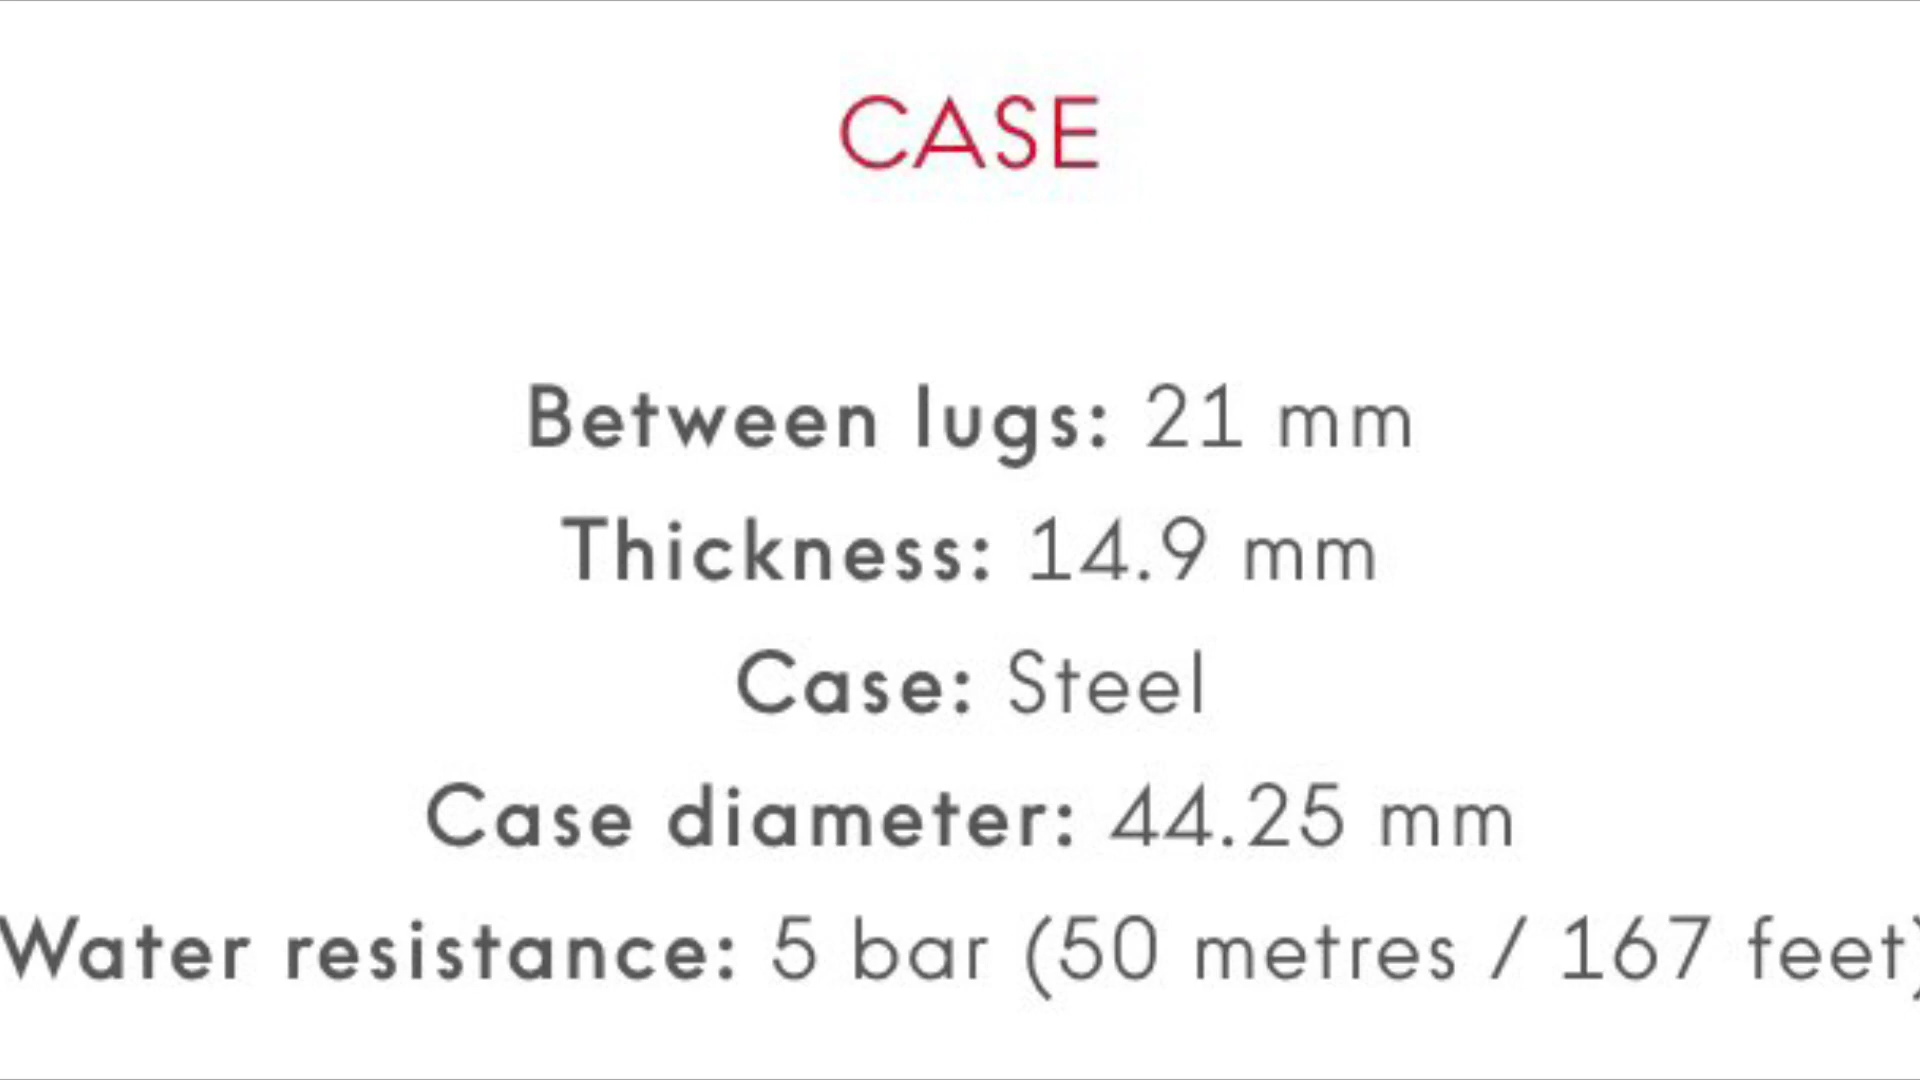 CASE
Between lugs: 21 mm
Thickness: 14.9 mm
Case: Steel
Case diameter: 44.25 mm
Water resistance: 5 bar (50 metres / 167 feet)